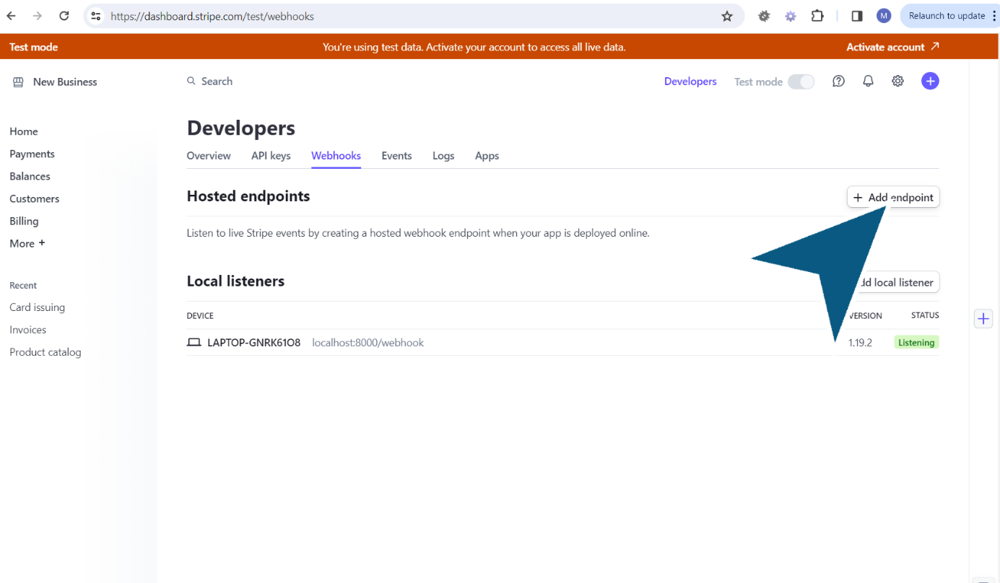 https://dashboard.stripe.com/test/webhooks
M
Relaunch to update
Test mode
You're using test data. Activate your account to access all live data.
Activate account
New Business
Search
Developers
Test mode
Home
Payments
Balances
Customers
Billing
More +
Recent
Card issuing
Invoices
Product catalog
Developers
Overview
API keys
Webhooks
Events
Logs
Apps
Hosted endpoints
+ Add endpoint
Listen to live Stripe events by creating a hosted webhook endpoint when your app is deployed online.
Local listeners
dd local listener
DEVICE
VERSION
STATUS
LAPTOP-GNRK61O8
localhost:8000/webhook
1.19.2
Listening